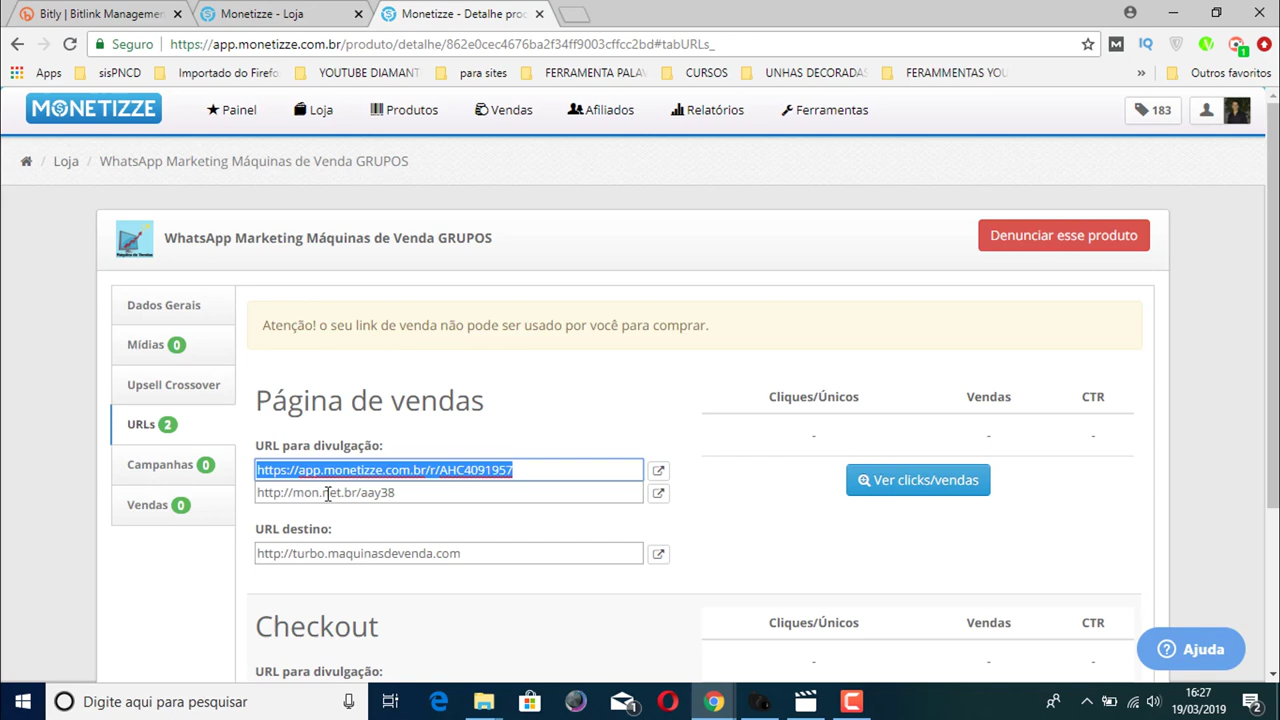 Bitly | Bitlink Managemen
Monetizze - Loja
Monetizze - Detalhe prod
Seguro
https://app.monetizze.com.br/produto/detalhe/862e0cec4676ba2f34ff9003cffcc2bd#tabURLs_
Apps
sisPNCD
Importado do Firefo
YOUTUBE DIAMANT
para sites
FERRAMENTA PALAV
CURSOS
UNHAS DECORADAS
FERAMMENTAS YOU
»
Outros favoritos
MONETIZZE
Painel
Loja
Produtos
Vendas
Afiliados
Relatórios
Ferramentas
183
Loja / WhatsApp Marketing Máquinas de Venda GRUPOS
WhatsApp Marketing Máquinas de Venda GRUPOS
Denunciar esse produto
Dados Gerais
Mídias 0
Upsell Crossover
URLs 2
Campanhas 0
Vendas 0
Atenção! o seu link de venda não pode ser usado por você para comprar.
Página de vendas
URL para divulgação:
https://app.monetizze.com.br/r/AHC4091957
http://mon.net.br/aay38
URL destino:
http://turbo.maquinasdevenda.com
Cliques/Únicos Vendas CTR
- - -
Ver clicks/vendas
Checkout
URL para divulgação:
Cliques/Únicos Vendas CTR
- - -
Ajuda
Digite aqui para pesquisar
16:27
19/03/2019